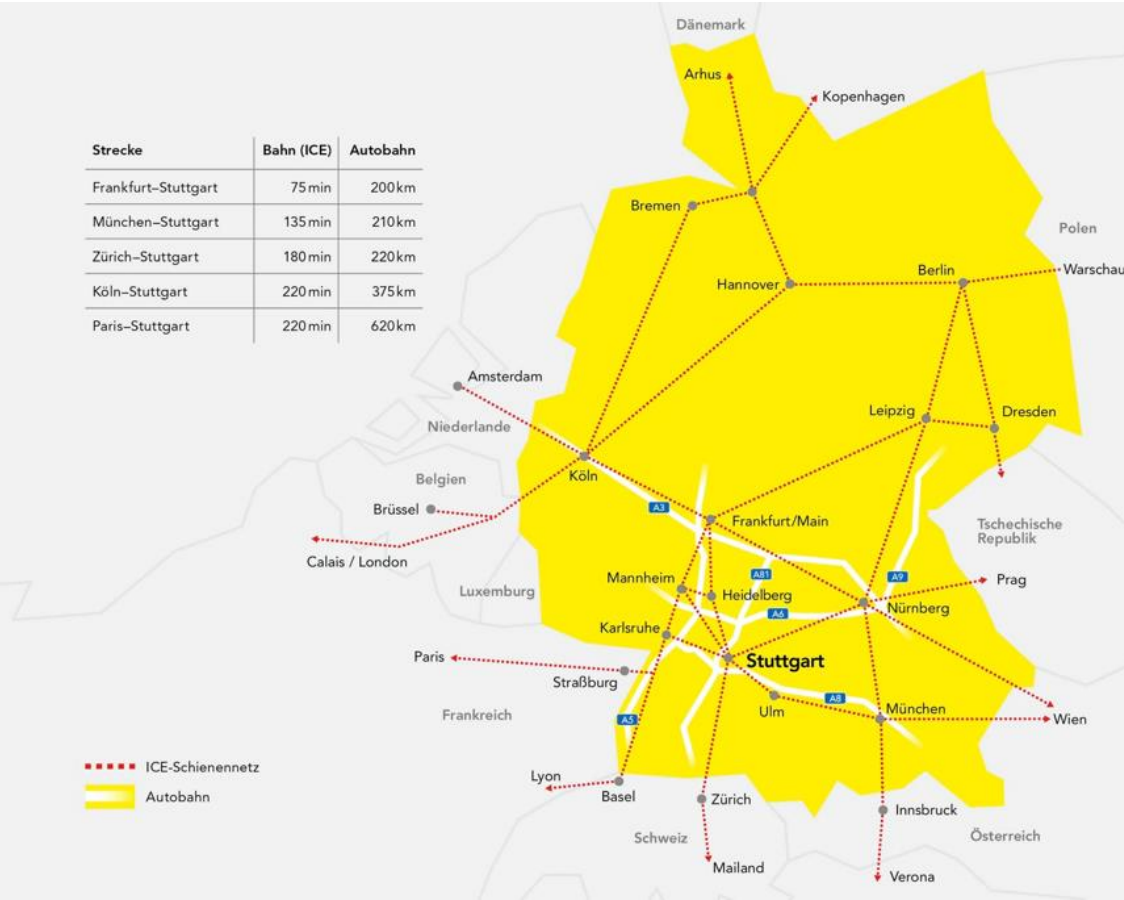 Dänemark
Arhus
Kopenhagen
Strecke Bahn (ICE) Autobahn
Frankfurt–Stuttgart 75 min 200 km
München–Stuttgart 135 min 210 km
Zürich–Stuttgart 180 min 220 km
Köln–Stuttgart 220 min 375 km
Paris–Stuttgart 220 min 620 km
Bremen
Polen
Hannover
Berlin
Warschau
Amsterdam
Niederlande
Leipzig
Dresden
Köln
Belgien
Brüssel
A3
Frankfurt/Main
Tschechische
Republik
Calais / London
Luxemburg
Mannheim
A81
Heidelberg
A9
Prag
A6
Nürnberg
Karlsruhe
Paris
Stuttgart
Straßburg
Frankreich
A5
Ulm
A8
München
Wien
ICE-Schienennetz
Autobahn
Lyon
Basel
Zürich
Innsbruck
Schweiz
Österreich
Mailand
Verona